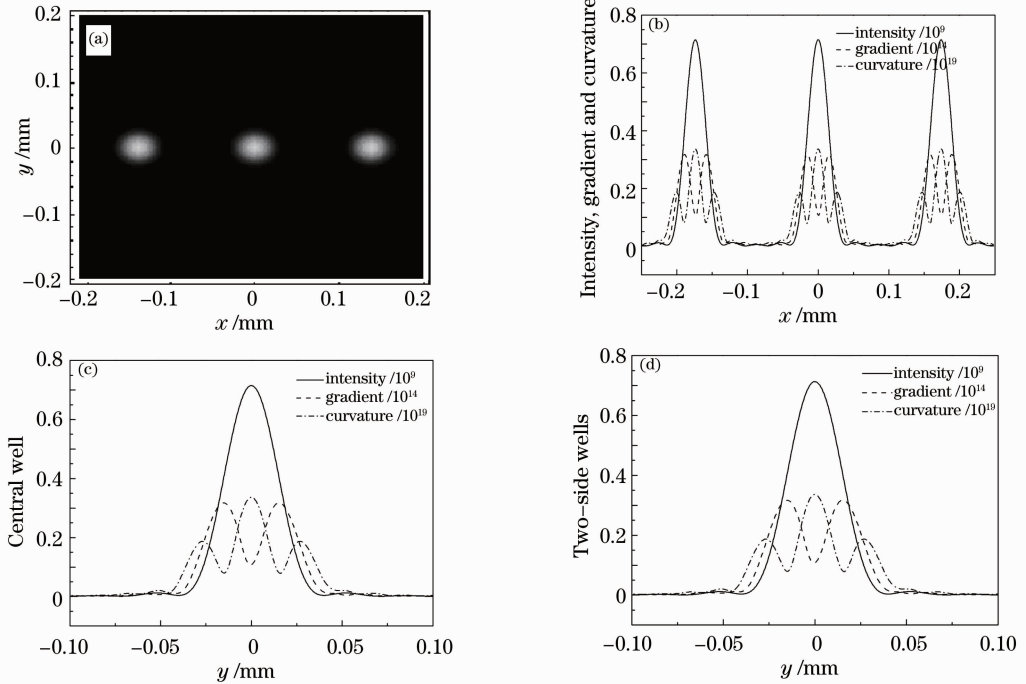 (a)
0.2
0.1
0
−0.1
−0.2
y /mm
−0.2 −0.1 0 0.1 0.2
x /mm
(b)
intensity /10⁹
gradient /10¹⁴
curvature /10¹⁹
0.8
0.6
0.4
0.2
0
Intensity, gradient and curvature
−0.2 −0.1 0 0.1 0.2
x /mm
(c)
intensity /10⁹
gradient /10¹⁴
curvature /10¹⁹
0.8
0.6
0.4
0.2
0
Central well
−0.10 −0.05 0 0.05 0.10
y /mm
(d)
intensity /10⁹
gradient /10¹⁴
curvature /10¹⁹
0.8
0.6
0.4
0.2
0
Two−side wells
−0.10 −0.05 0 0.05 0.10
y /mm